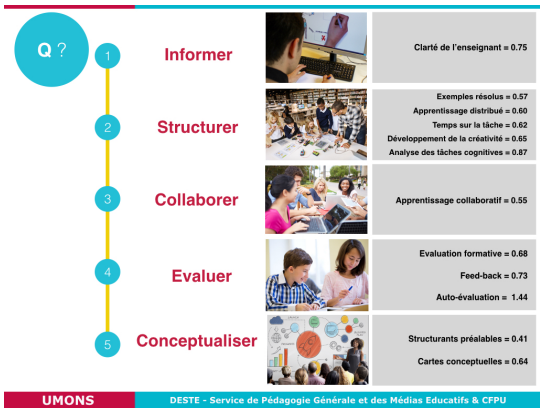 Q ?
1
Informer
Clarté de l'enseignant = 0.75
2
Structurer
Exemples résolus = 0.57
Apprentissage distribué = 0.60
Temps sur la tâche = 0.62
Développement de la créativité = 0.65
Analyse des tâches cognitives = 0.87
3
Collaborer
Apprentissage collaboratif = 0.55
4
Evaluer
Evaluation formative = 0.68
Feed-back = 0.73
Auto-évaluation = 1.44
5
Conceptualiser
Structurants préalables = 0.41
Cartes conceptuelles = 0.64
UMONS
DESTE - Service de Pédagogie Générale et des Médias Educatifs & CFPU